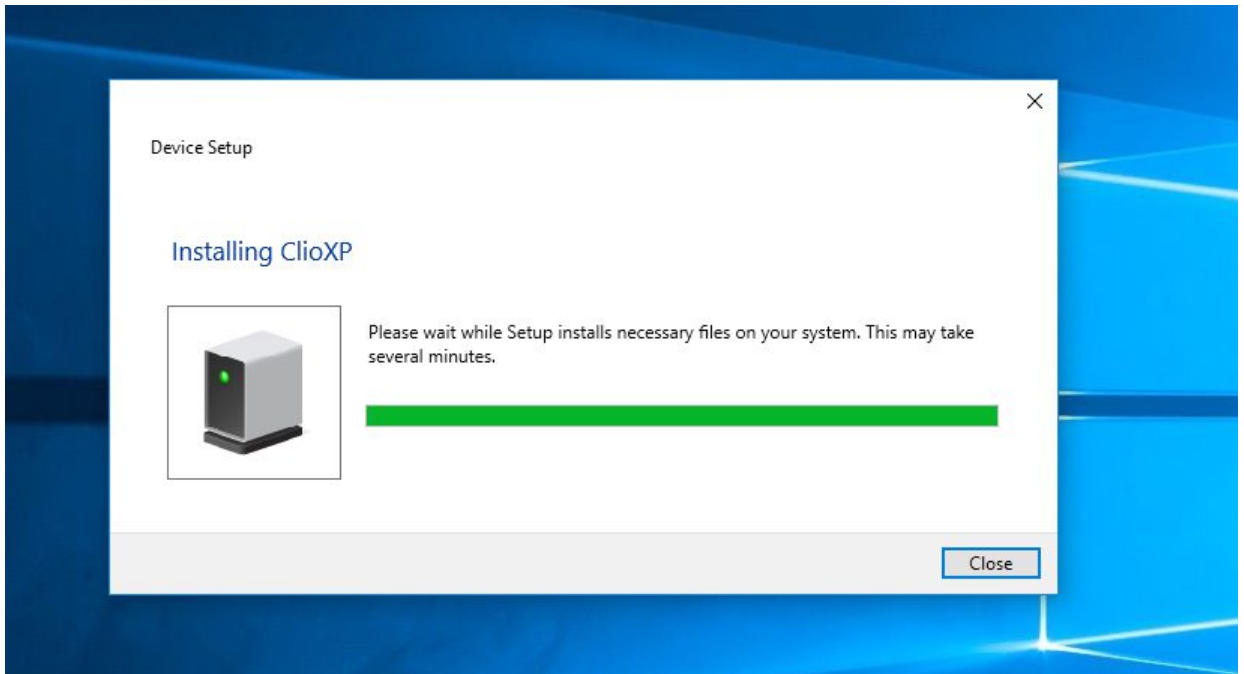 Device Setup
Installing ClioXP
Please wait while Setup installs necessary files on your system. This may take
several minutes.
Close